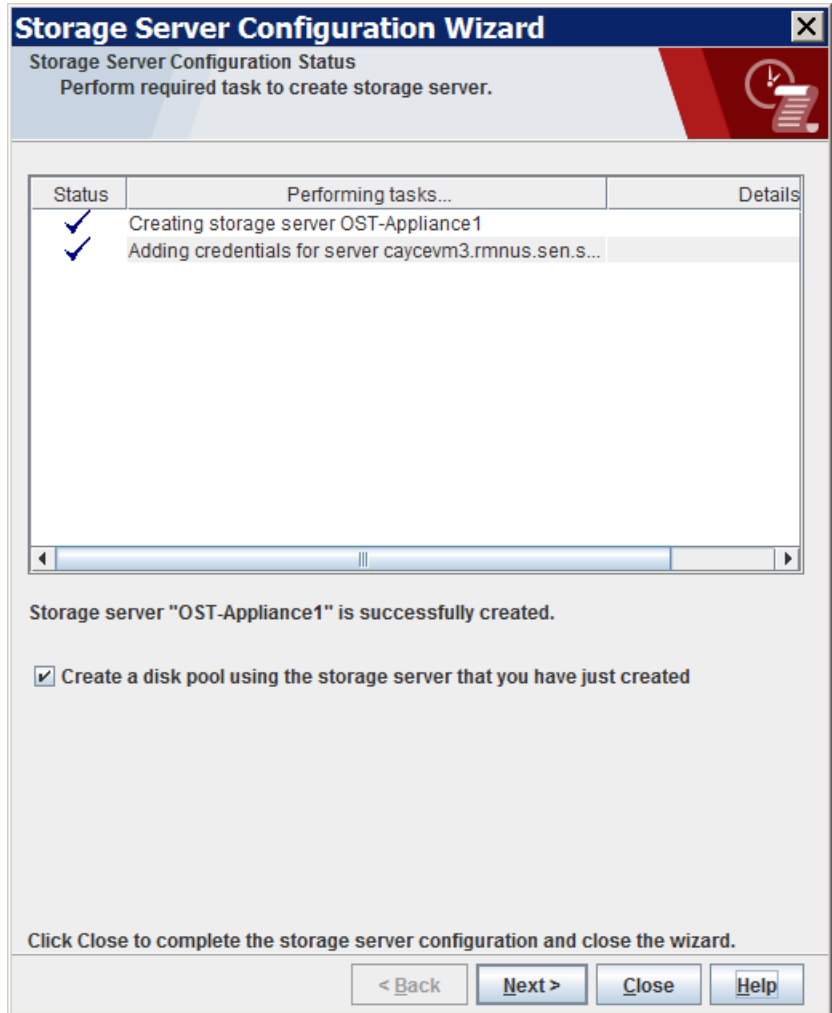 Storage Server Configuration Wizard
Storage Server Configuration Status
Perform required task to create storage server.
Status Performing tasks... Details
Creating storage server OST-Appliance1
Adding credentials for server caycevm3.rmnus.sen.s...
Storage server "OST-Appliance1" is successfully created.
Create a disk pool using the storage server that you have just created
Click Close to complete the storage server configuration and close the wizard.
< Back Next > Close Help